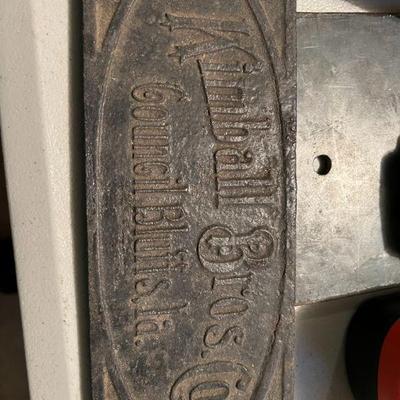 Kimball Bros. Co
Council Bluffs, Ia.